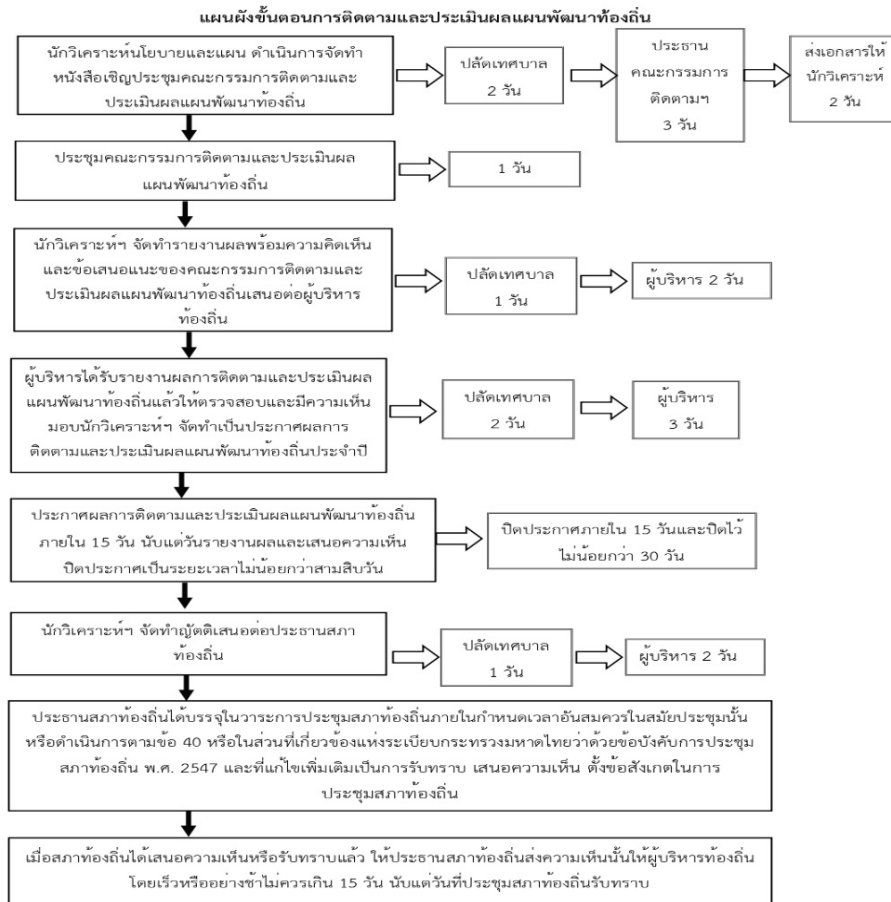 แผนผังขั้นตอนการติดตามและประเมินผลแผนพัฒนาท้องถิ่น
นักวิเคราะห์นโยบายและแผน ดำเนินการจัดทำ
หนังสือเชิญประชุมคณะกรรมการติดตามและ
ประเมินผลแผนพัฒนาท้องถิ่น
ปลัดเทศบาล
2 วัน
ประธาน
คณะกรรมการ
ติดตามฯ
3 วัน
ส่งเอกสารให้
นักวิเคราะห์
2 วัน
ประชุมคณะกรรมการติดตามและประเมินผล
แผนพัฒนาท้องถิ่น
1 วัน
นักวิเคราะห์ฯ จัดทำรายงานผลพร้อมความคิดเห็น
และข้อเสนอแนะของคณะกรรมการติดตามและ
ประเมินผลแผนพัฒนาท้องถิ่นเสนอต่อผู้บริหาร
ท้องถิ่น
ปลัดเทศบาล
1 วัน
ผู้บริหาร 2 วัน
ผู้บริหารได้รับรายงานผลการติดตามและประเมินผล
แผนพัฒนาท้องถิ่นแล้วให้ตรวจสอบและมีความเห็น
มอบนักวิเคราะห์ฯ จัดทำเป็นประกาศผลการ
ติดตามและประเมินผลแผนพัฒนาท้องถิ่นประจำปี
ปลัดเทศบาล
2 วัน
ผู้บริหาร
3 วัน
ประกาศผลการติดตามและประเมินผลแผนพัฒนาท้องถิ่น
ภายใน 15 วัน นับแต่วันรายงานผลและเสนอความเห็น
ปิดประกาศเป็นระยะเวลาไม่น้อยกว่าสามสิบวัน
ปิดประกาศภายใน 15 วันและปิดไว้
ไม่น้อยกว่า 30 วัน
นักวิเคราะห์ฯ จัดทำญัตติเสนอต่อประธานสภา
ท้องถิ่น
ปลัดเทศบาล
1 วัน
ผู้บริหาร 2 วัน
ประธานสภาท้องถิ่นได้บรรจุในวาระการประชุมสภาท้องถิ่นภายในกำหนดเวลาอันสมควรในสมัยประชุมนั้น
หรือดำเนินการตามข้อ 40 หรือในส่วนที่เกี่ยวข้องแห่งระเบียบกระทรวงมหาดไทยว่าด้วยข้อบังคับการประชุม
สภาท้องถิ่น พ.ศ. 2547 และที่แก้ไขเพิ่มเติมเป็นการรับทราบ เสนอความเห็น ตั้งข้อสังเกตในการ
ประชุมสภาท้องถิ่น
เมื่อสภาท้องถิ่นได้เสนอความเห็นหรือรับทราบแล้ว ให้ประธานสภาท้องถิ่นส่งความเห็นนั้นให้ผู้บริหารท้องถิ่น
โดยเร็วหรืออย่างช้าไม่ควรเกิน 15 วัน นับแต่วันที่ประชุมสภาท้องถิ่นรับทราบ